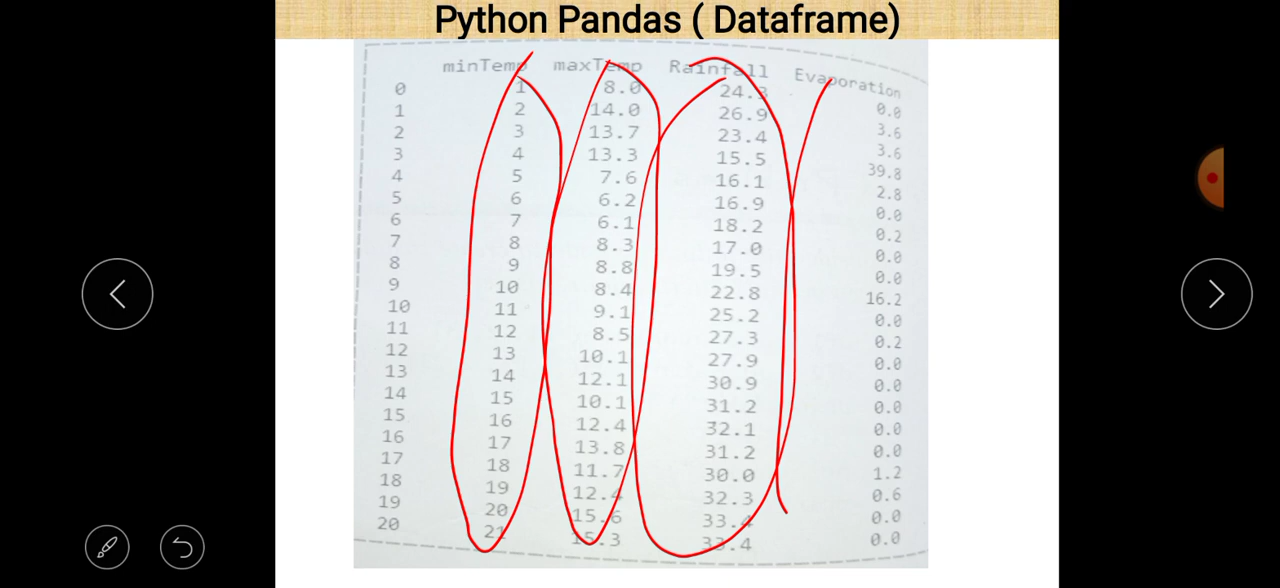 Python Pandas ( Dataframe)
minTemp maxTemp Rainfall Evaporation
0 1 8.0 24.3 0.0
1 2 14.0 26.9 3.6
2 3 13.7 23.4 3.6
3 4 13.3 15.5 39.8
4 5 7.6 16.1 2.8
5 6 6.2 16.9 0.0
6 7 6.1 18.2 0.2
7 8 8.3 17.0 0.0
8 9 8.8 19.5 0.0
9 10 8.4 22.8 16.2
10 11 9.1 25.2 0.0
11 12 8.5 27.3 0.2
12 13 10.1 27.9 0.0
13 14 12.1 30.9 0.0
14 15 10.1 31.2 0.0
15 16 12.4 32.1 0.0
16 17 13.8 31.2 0.0
17 18 11.7 30.0 1.2
18 19 12.4 32.3 0.6
19 20 15.6 33.4 0.0
20 21 15.3 33.4 0.0